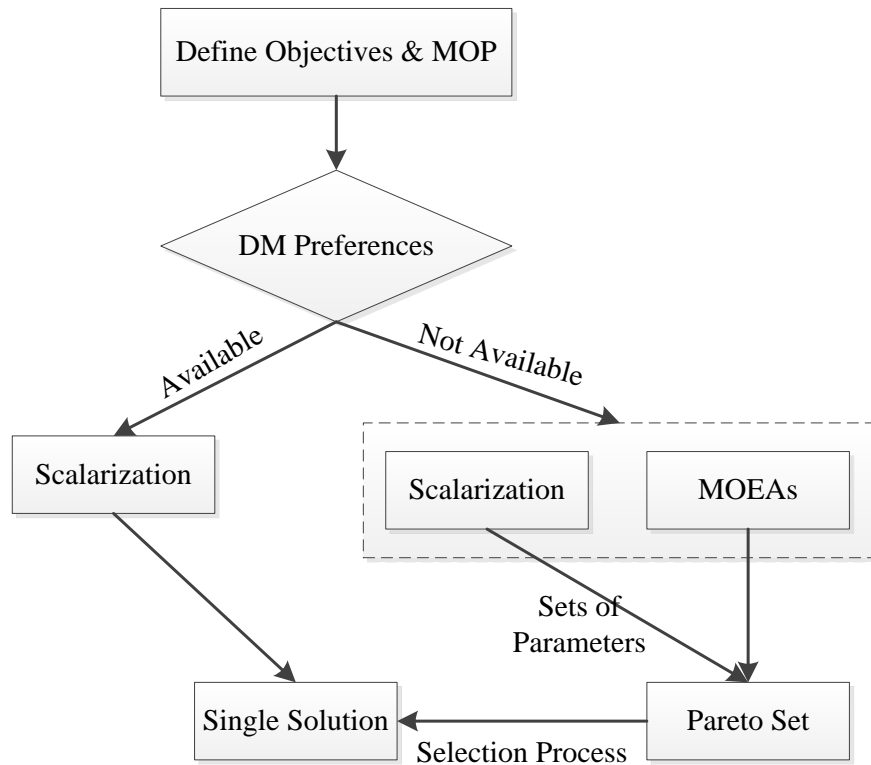 Define Objectives & MOP
DM Preferences
Available
Not Available
Scalarization
Scalarization
MOEAs
Sets of
Parameters
Single Solution
Pareto Set
Selection Process